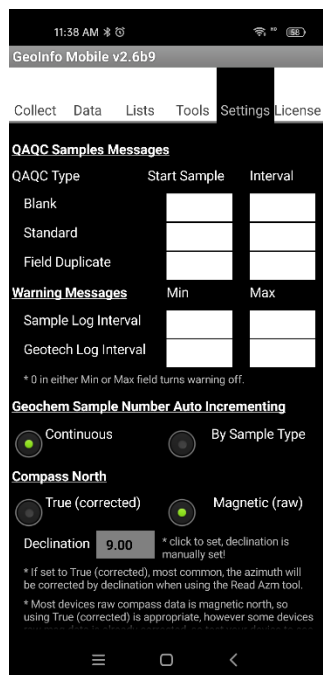 11:38 AM
58
GeoInfo Mobile v2.6b9
Collect Data Lists Tools Settings License
QAQC Samples Messages
QAQC Type Start Sample Interval
Blank
Standard
Field Duplicate
Warning Messages Min Max
Sample Log Interval
Geotech Log Interval
* 0 in either Min or Max field turns warning off.
Geochem Sample Number Auto Incrementing
Continuous By Sample Type
Compass North
True (corrected) Magnetic (raw)
Declination 9.00 * click to set, declination is
manually set!
* If set to True (corrected), most common, the azimuth will
be corrected by declination when using the Read Azm tool.
* Most devices raw compass data is magnetic north, so
using True (corrected) is appropriate, however some devices